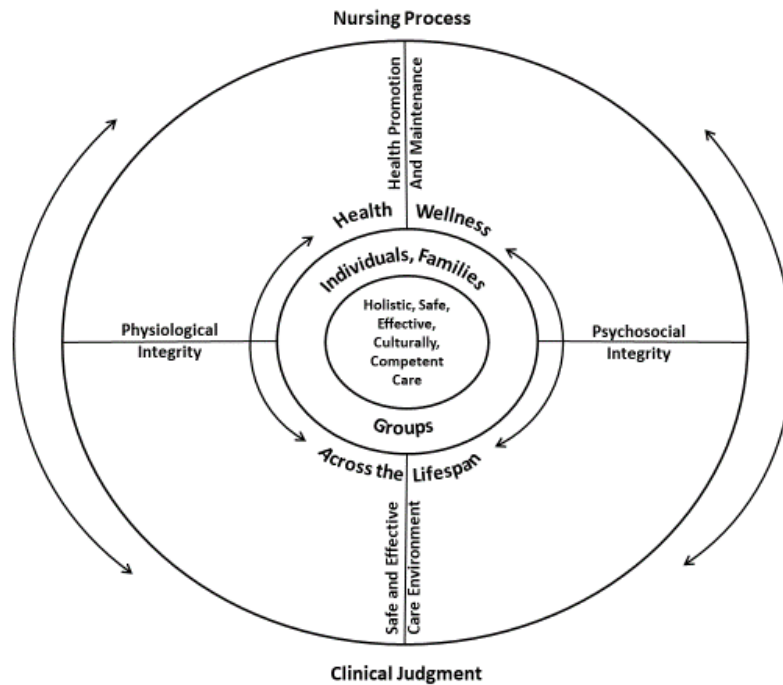 Nursing Process
Health Promotion
And Maintenance
Health Wellness
Individuals, Families
Holistic, Safe,
Effective,
Culturally,
Competent
Care
Physiological
Integrity
Psychosocial
Integrity
Groups
Across the Lifespan
Safe and Effective
Care Environment
Clinical Judgment